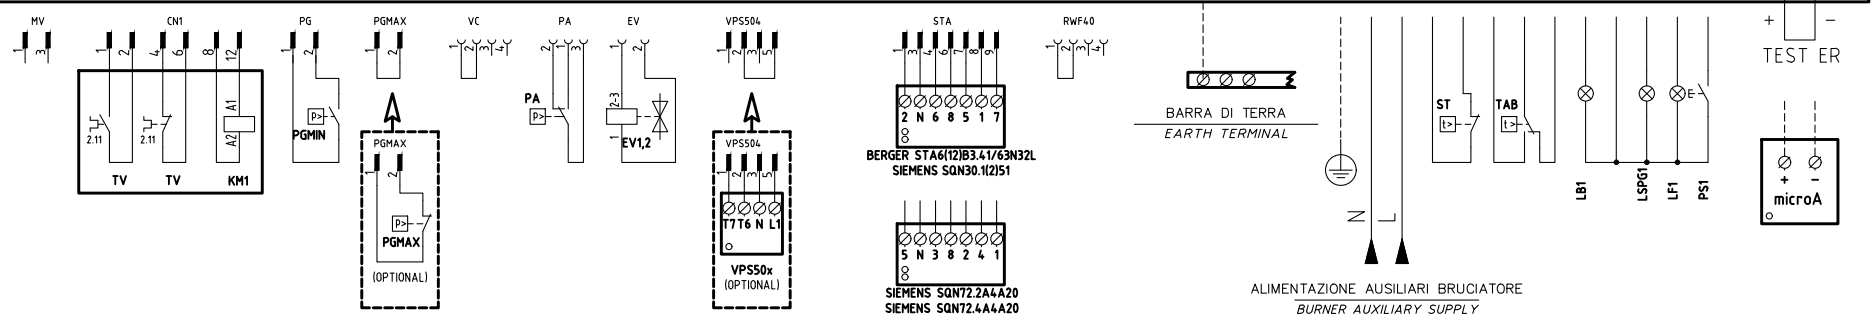 MV CN1 PG PGMAX VC PA EV VPS504 STA RWF40
1 3 1 2 4 6 8 12 1 2 1 2 1 2 3 4 2 1 3 1 2 1 2 3 5 1 3 4 6 7 8 9 1 2 3 4
+ −
TEST ER
A1
A2
2.11
2.11
TV TV KM1
p>
PGMIN
PGMAX
1 2
p>
PGMAX
(OPTIONAL)
PA
p>
2-3
1
EV1,2
VPS504
1 2 3 5
T7 T6 N L1
VPS50x
(OPTIONAL)
2 N 6 8 5 1 7
BERGER STA6(12)B3.41/63N32L
SIEMENS SQN30.1(2)51
5 N 3 8 2 4 1
SIEMENS SQN72.2A4A20
SIEMENS SQN72.4A4A20
BARRA DI TERRA
EARTH TERMINAL
N L
ALIMENTAZIONE AUSILIARI BRUCIATORE
BURNER AUXILIARY SUPPLY
ST
t>
TAB
t>
E
LB1
LSPG1
LF1
PS1
+ −
microA